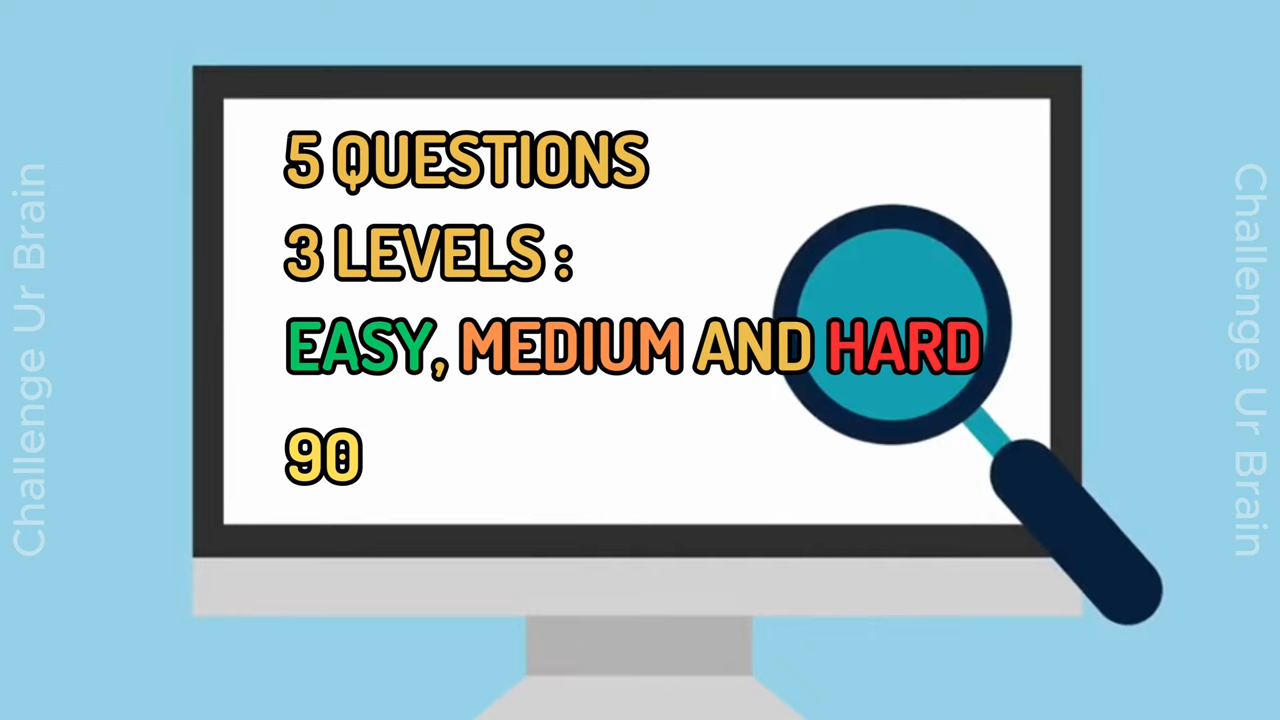 5 QUESTIONS
3 LEVELS :
EASY, MEDIUM AND HARD
90
Challenge Ur Brain
Challenge Ur Brain